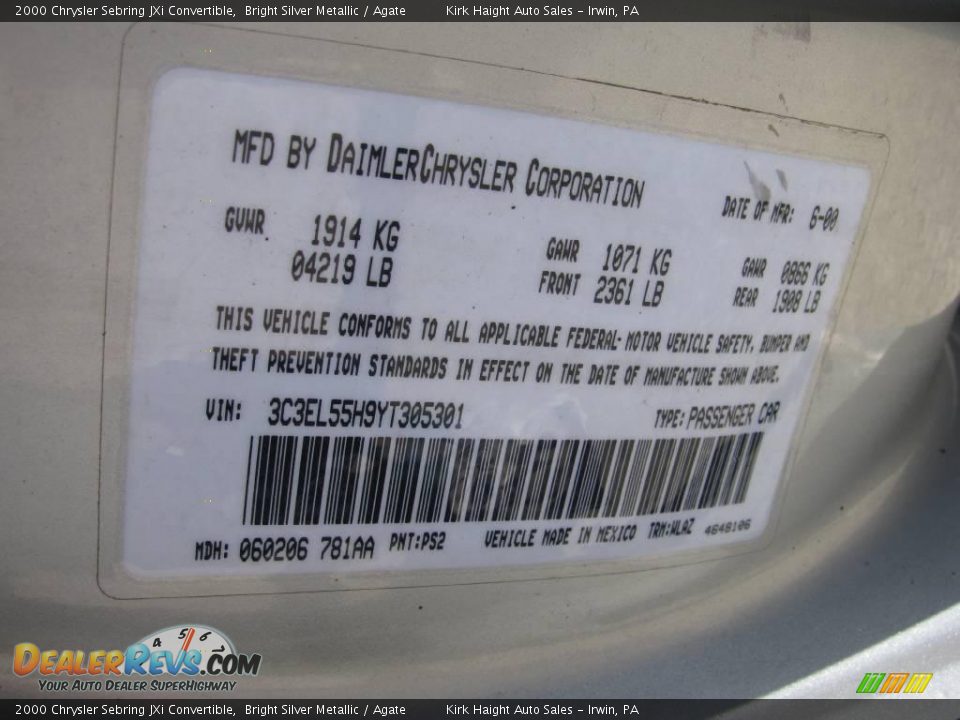 2000 Chrysler Sebring JXi Convertible, Bright Silver Metallic / Agate Kirk Haight Auto Sales - Irwin, PA
MFD BY DAIMLERCHRYSLER CORPORATION
DATE OF MFR: 6-00
GVWR 1914 KG
04219 LB
GAWR 1071 KG
FRONT 2361 LB
GAWR 0866 KG
REAR 1908 LB
THIS VEHICLE CONFORMS TO ALL APPLICABLE FEDERAL MOTOR VEHICLE SAFETY, BUMPER AND
THEFT PREVENTION STANDARDS IN EFFECT ON THE DATE OF MANUFACTURE SHOWN ABOVE.
VIN: 3C3EL55H9YT305301 TYPE: PASSENGER CAR
MDH: 060206 781AA PNT:PS2 VEHICLE MADE IN MEXICO TRM:WLAZ 4648106
4 5 6
DEALERREVS.COM
YOUR AUTO DEALER SUPERHIGHWAY
2000 Chrysler Sebring JXi Convertible, Bright Silver Metallic / Agate Kirk Haight Auto Sales - Irwin, PA